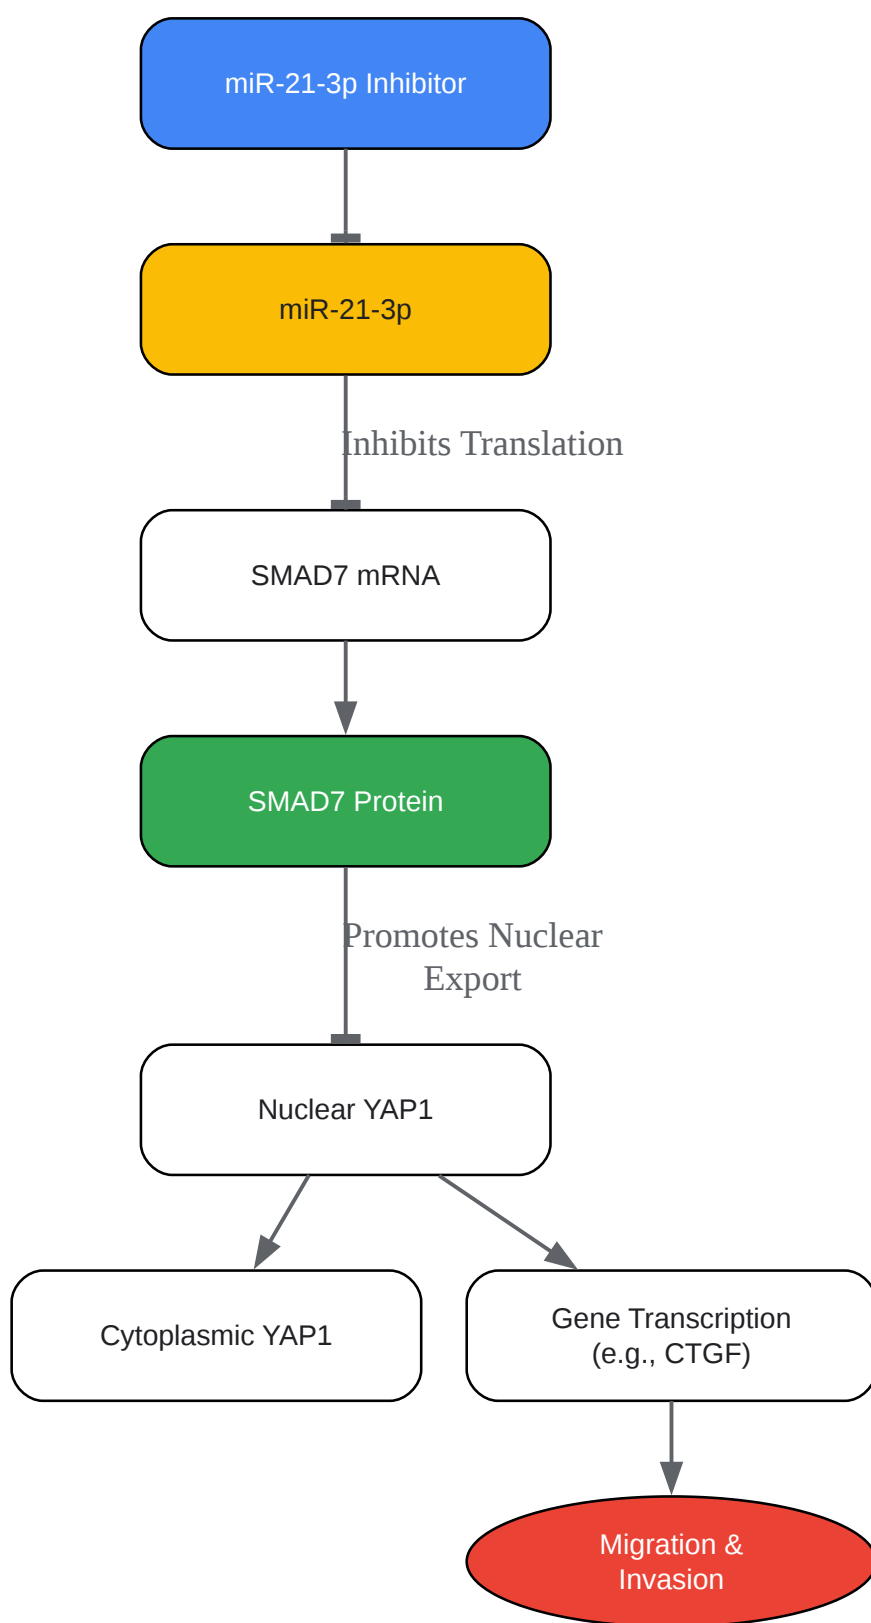 miR-21-3p Inhibitor
miR-21-3p
Inhibits Translation
SMAD7 mRNA
SMAD7 Protein
Promotes Nuclear
Export
Nuclear YAP1
Cytoplasmic YAP1
Gene Transcription
(e.g., CTGF)
Migration &
Invasion